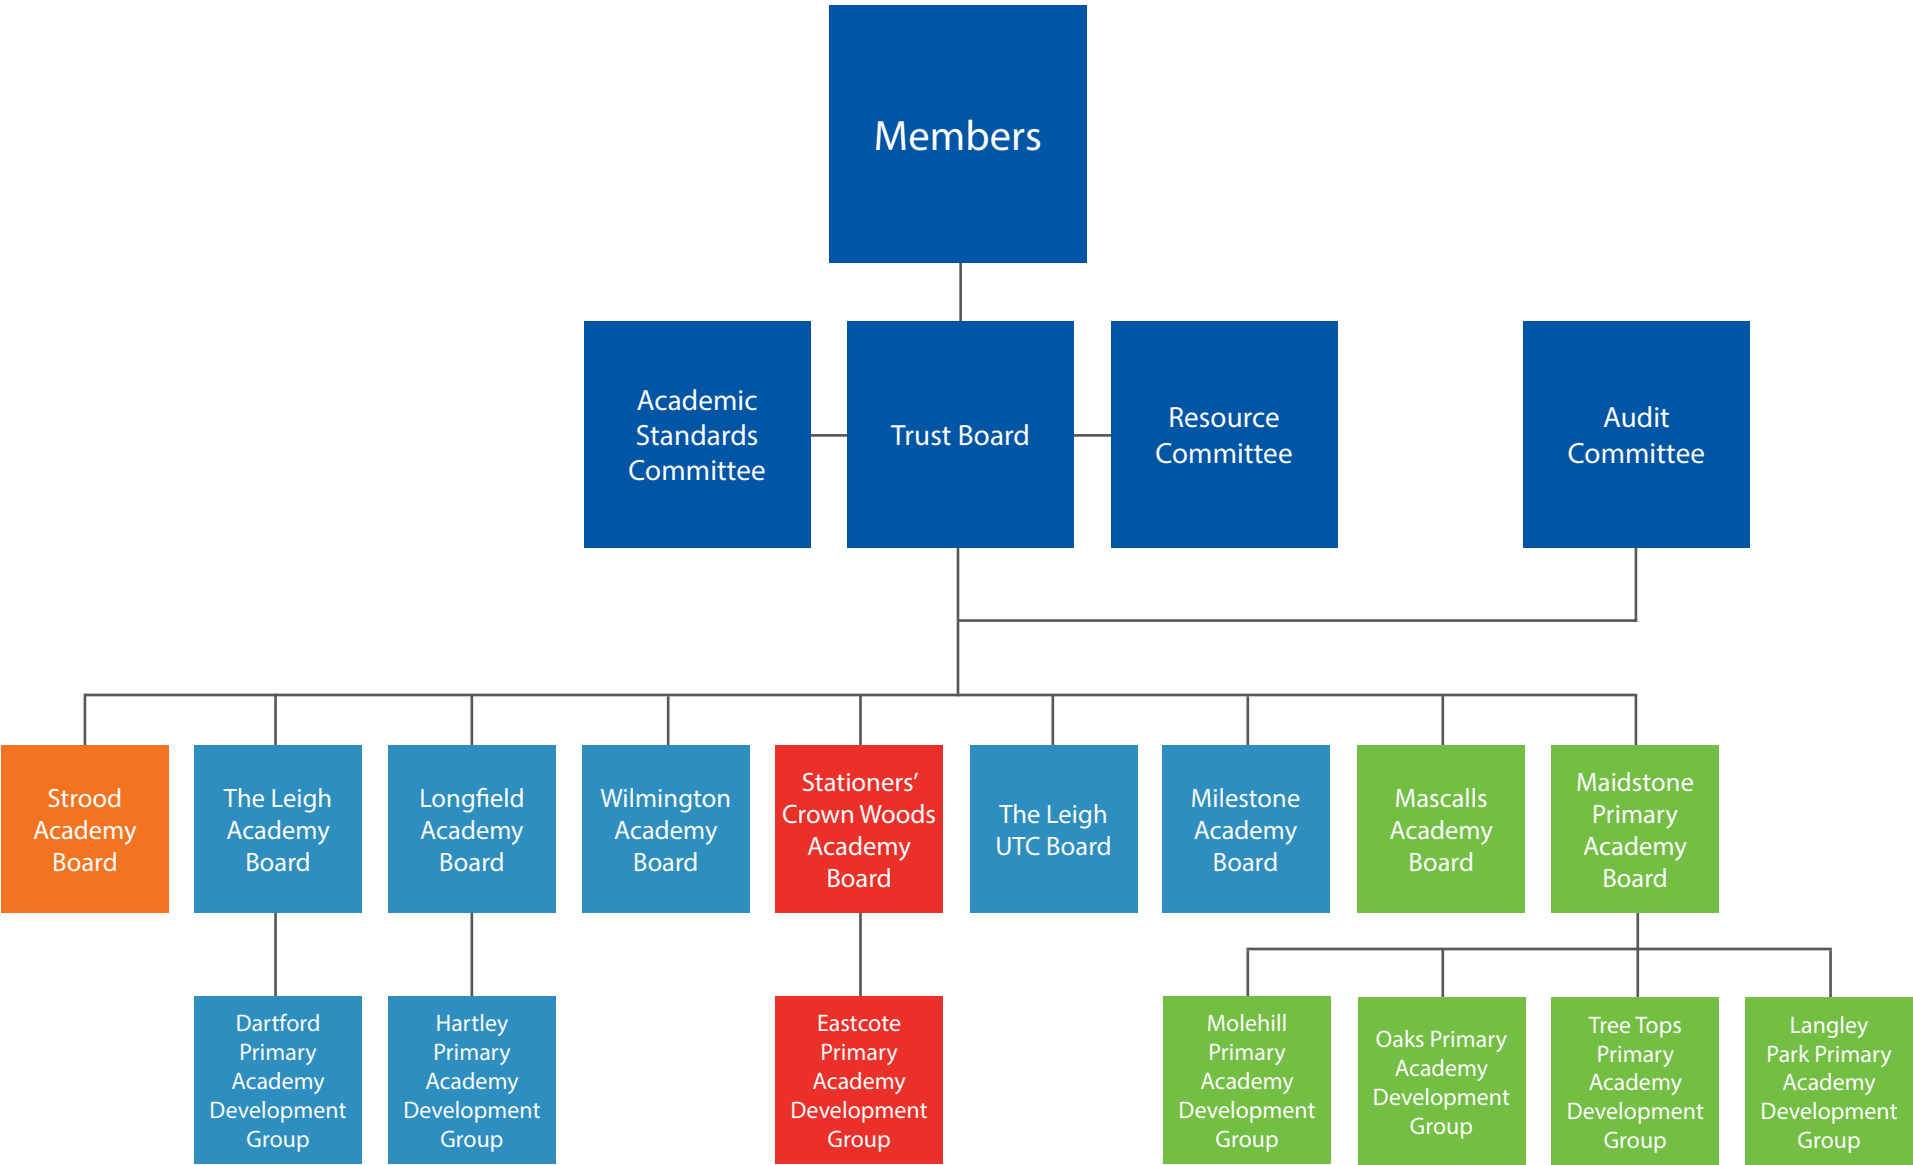 Members
Academic
Standards
Committee
Trust Board
Resource
Committee
Audit
Committee
Strood
Academy
Board
The Leigh
Academy
Board
Longfield
Academy
Board
Wilmington
Academy
Board
Stationers’
Crown Woods
Academy
Board
The Leigh
UTC Board
Milestone
Academy
Board
Mascalls
Academy
Board
Maidstone
Primary
Academy
Board
Dartford
Primary
Academy
Development
Group
Hartley
Primary
Academy
Development
Group
Eastcote
Primary
Academy
Development
Group
Molehill
Primary
Academy
Development
Group
Oaks Primary
Academy
Development
Group
Tree Tops
Primary
Academy
Development
Group
Langley
Park Primary
Academy
Development
Group